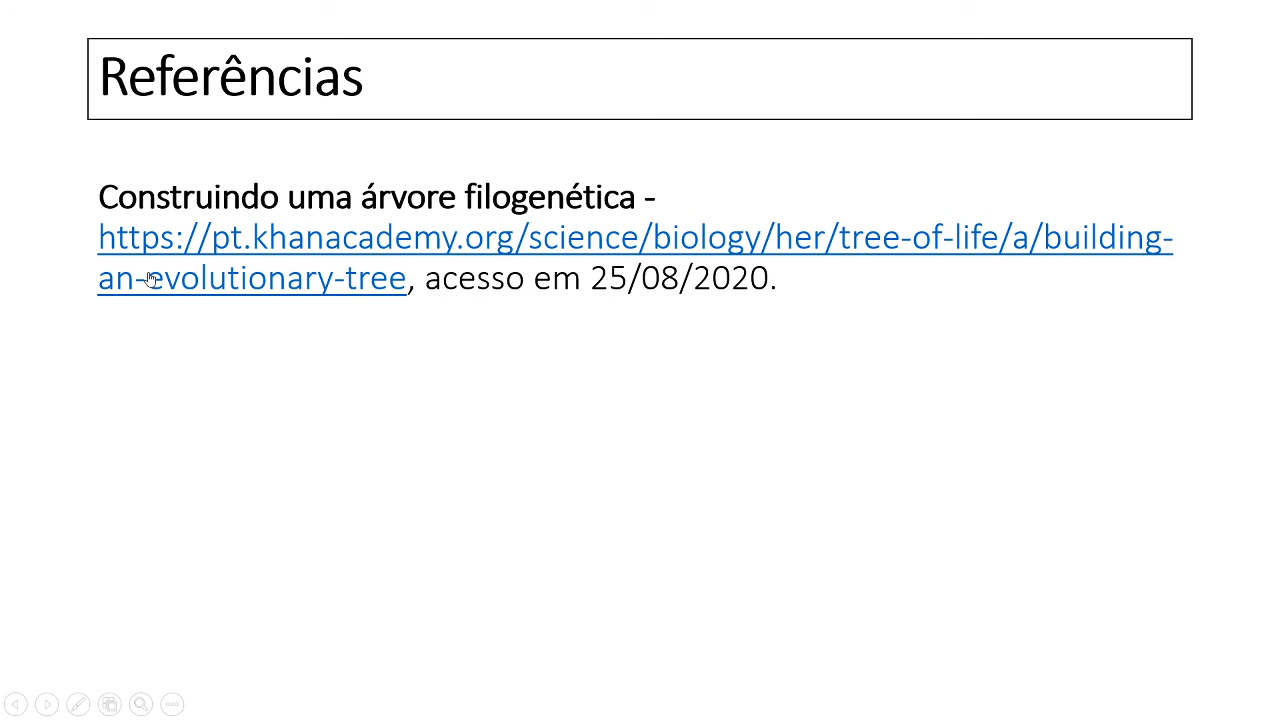 Referências
Construindo uma árvore filogenética -
https://pt.khanacademy.org/science/biology/her/tree-of-life/a/building-
an-evolutionary-tree, acesso em 25/08/2020.